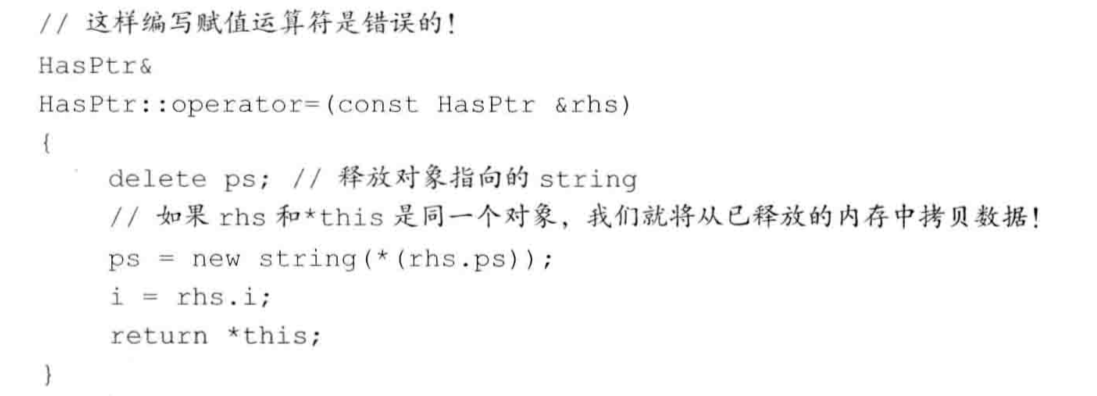 // 这样编写赋值运算符是错误的！
HasPtr&
HasPtr::operator=(const HasPtr &rhs)
{
delete ps; // 释放对象指向的 string
// 如果 rhs 和*this 是同一个对象，我们就将从已释放的内存中拷贝数据！
ps = new string(*(rhs.ps));
i = rhs.i;
return *this;
}